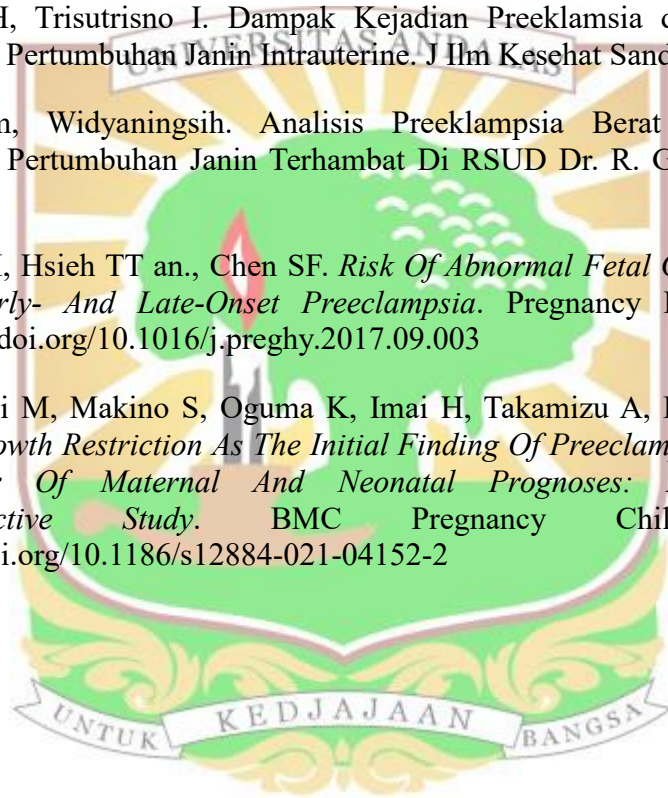 H, Trisutrisno I. Dampak Kejadian Preeklamsia d
Pertumbuhan Janin Intrauterine. J Ilm Kesehat Sand
UNIVERSITAS ANDALAS
m, Widyaningsih. Analisis Preeklampsia Berat
Pertumbuhan Janin Terhambat Di RSUD Dr. R. G
, Hsieh TT an., Chen SF. Risk Of Abnormal Fetal G
rly- And Late-Onset Preeclampsia. Pregnancy
doi.org/10.1016/j.preghy.2017.09.003
i M, Makino S, Oguma K, Imai H, Takamizu A,
owth Restriction As The Initial Finding Of Preeclam
Of Maternal And Neonatal Prognoses:
ctive Study. BMC Pregnancy Chil
i.org/10.1186/s12884-021-04152-2
UNTUK KEDJAJAAN BANGSA